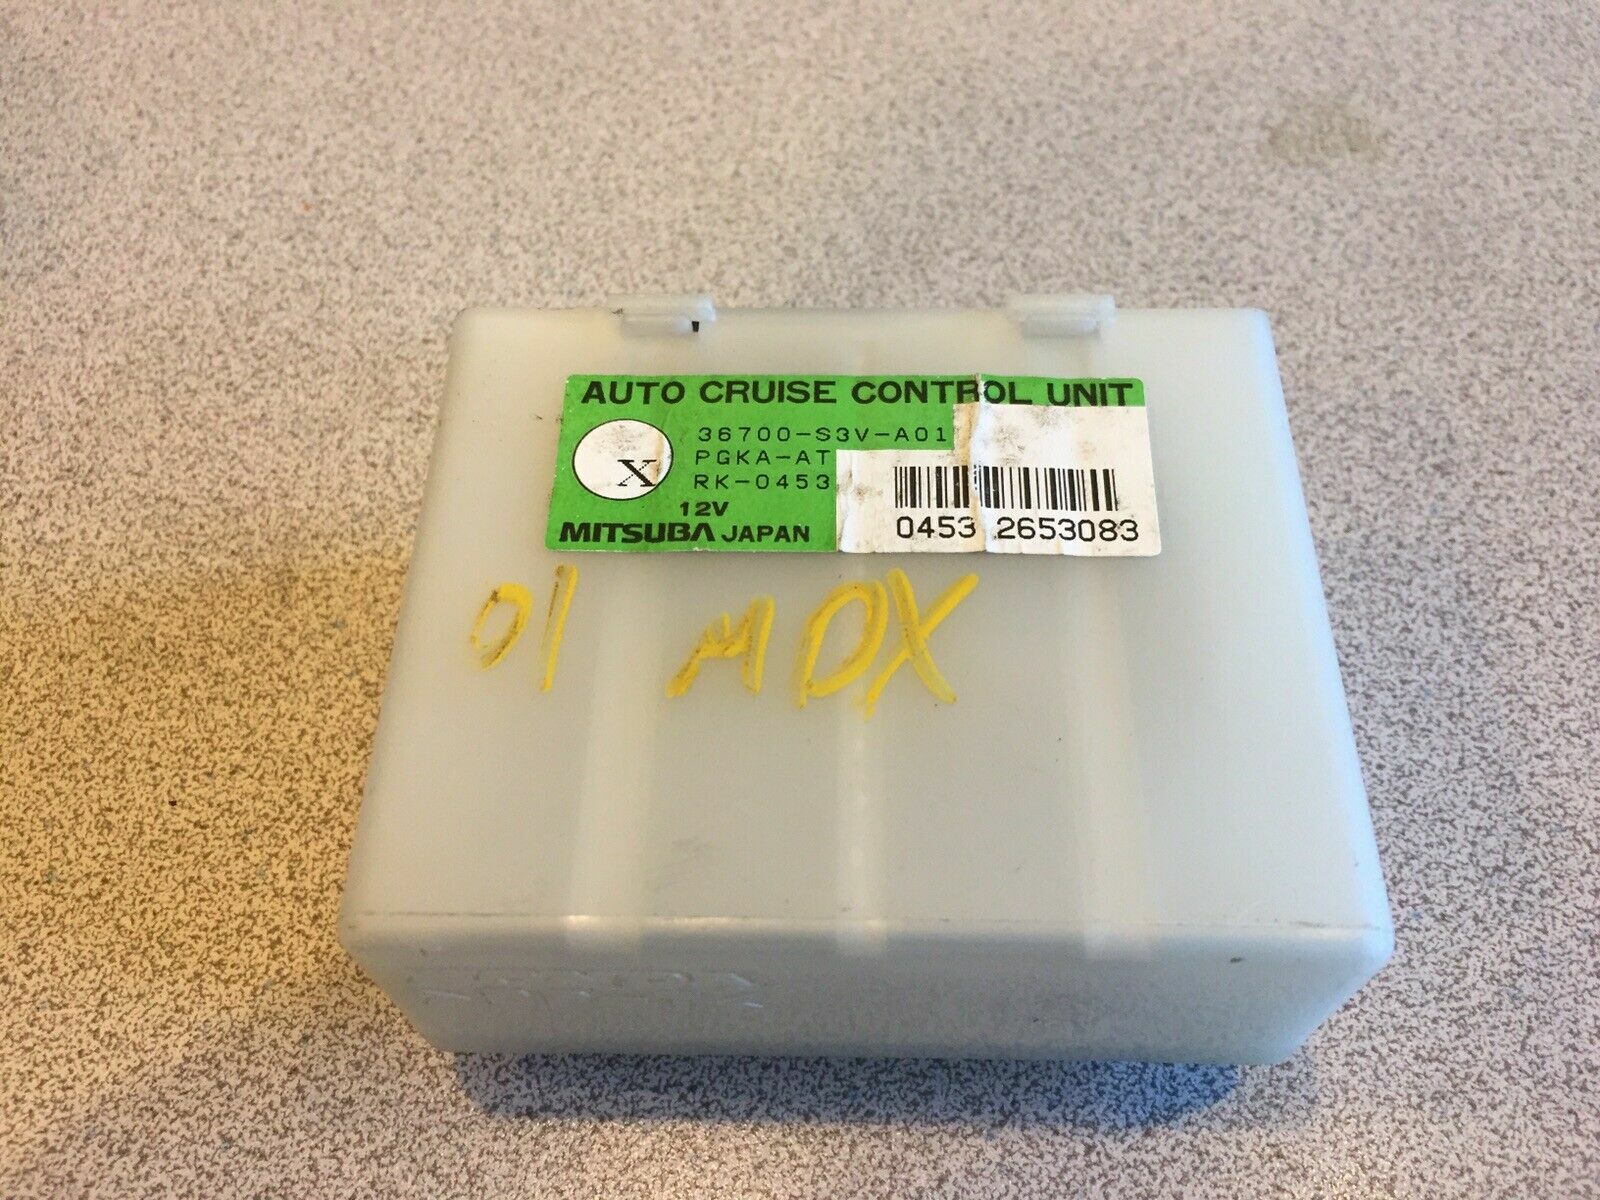 AUTO CRUISE CONTROL UNIT
36700-S3V-A01
PGKA-AT
X
RK-0453
12V
MITSUBA JAPAN
0453 2653083
01 MDX